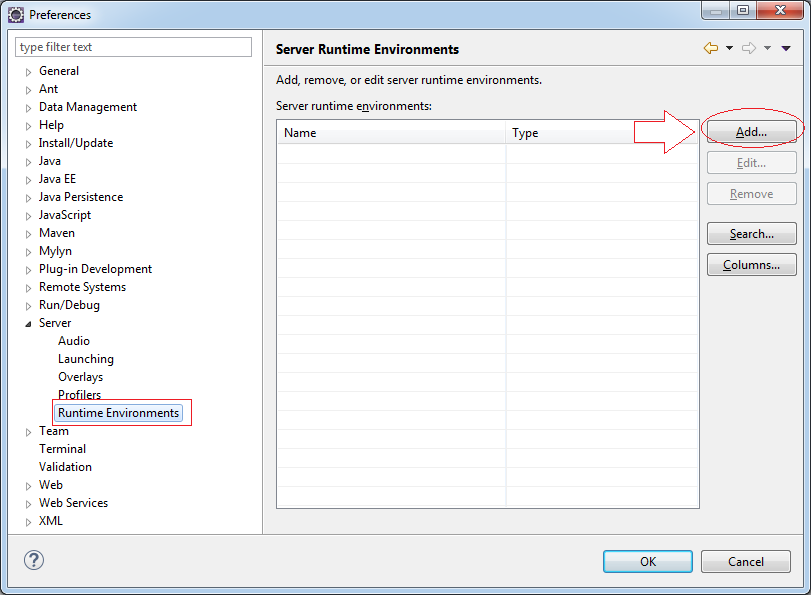 Preferences
type filter text
General
Ant
Data Management
Help
Install/Update
Java
Java EE
Java Persistence
JavaScript
Maven
Mylyn
Plug-in Development
Remote Systems
Run/Debug
Server
Audio
Launching
Overlays
Profilers
Runtime Environments
Team
Terminal
Validation
Web
Web Services
XML
Server Runtime Environments
Add, remove, or edit server runtime environments.
Server runtime environments:
Name Type
Add...
Edit...
Remove
Search...
Columns...
?
OK Cancel